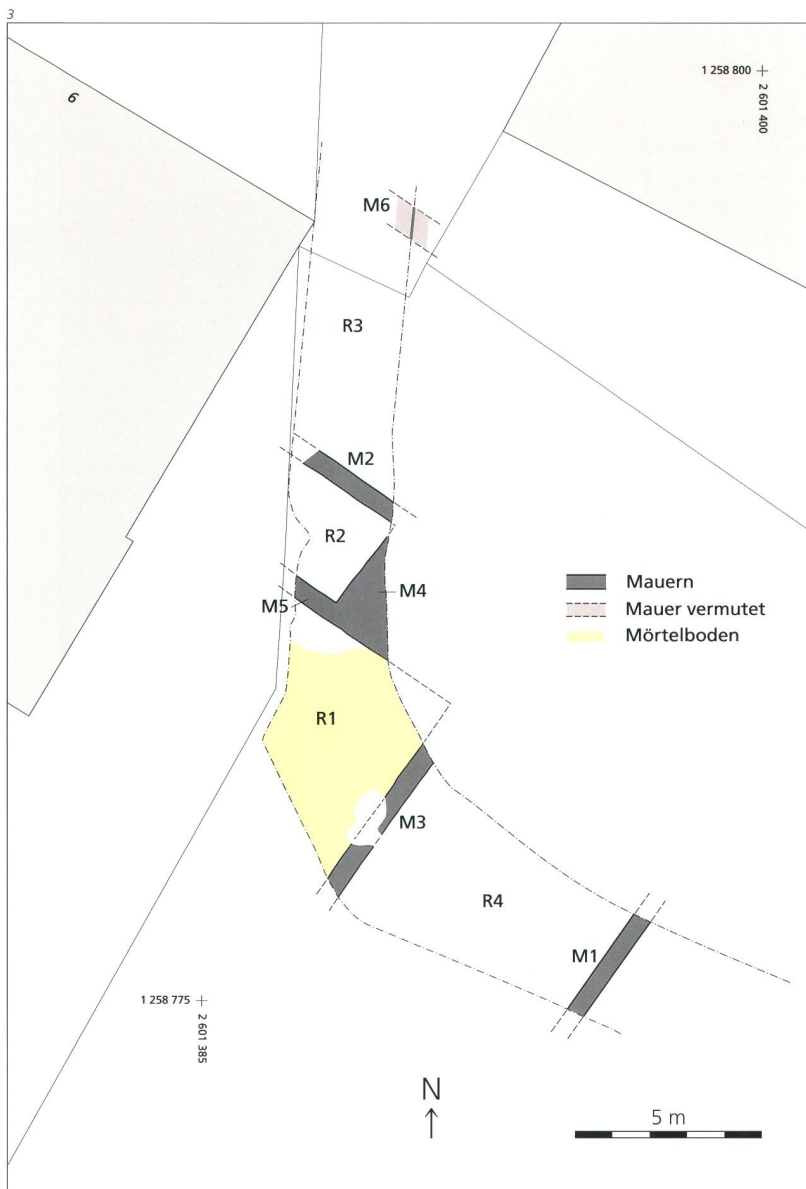 3
6
1 258 800
2 601 400
M6
R3
M2
R2
M4
M5
R1
M3
R4
M1
Mauern
Mauer vermutet
Mörtelboden
1 258 775
2 601 385
N
5 m